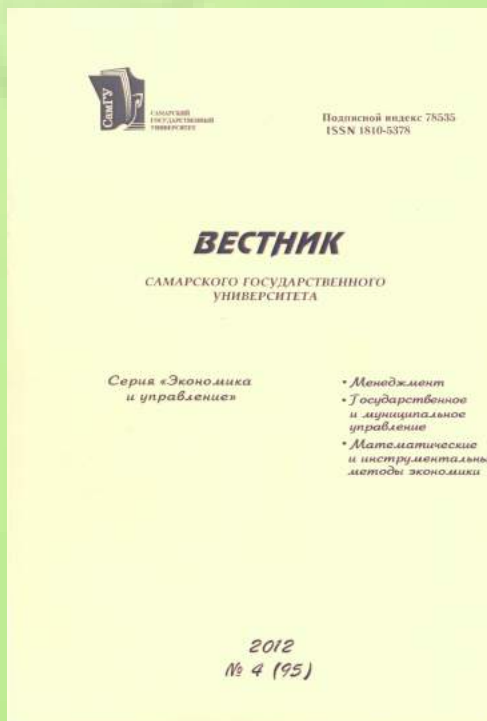 СамГУ
САМАРСКИЙ
ГОСУДАРСТВЕННЫЙ
УНИВЕРСИТЕТ
Подписной индекс 78535
ISSN 1810-5378
ВЕСТНИК
САМАРСКОГО ГОСУДАРСТВЕННОГО
УНИВЕРСИТЕТА
Серия «Экономика
и управление»
• Менеджмент
• Государственное
и муниципальное
управление
• Математические
и инструментальны
методы экономики
2012
№ 4 (95)